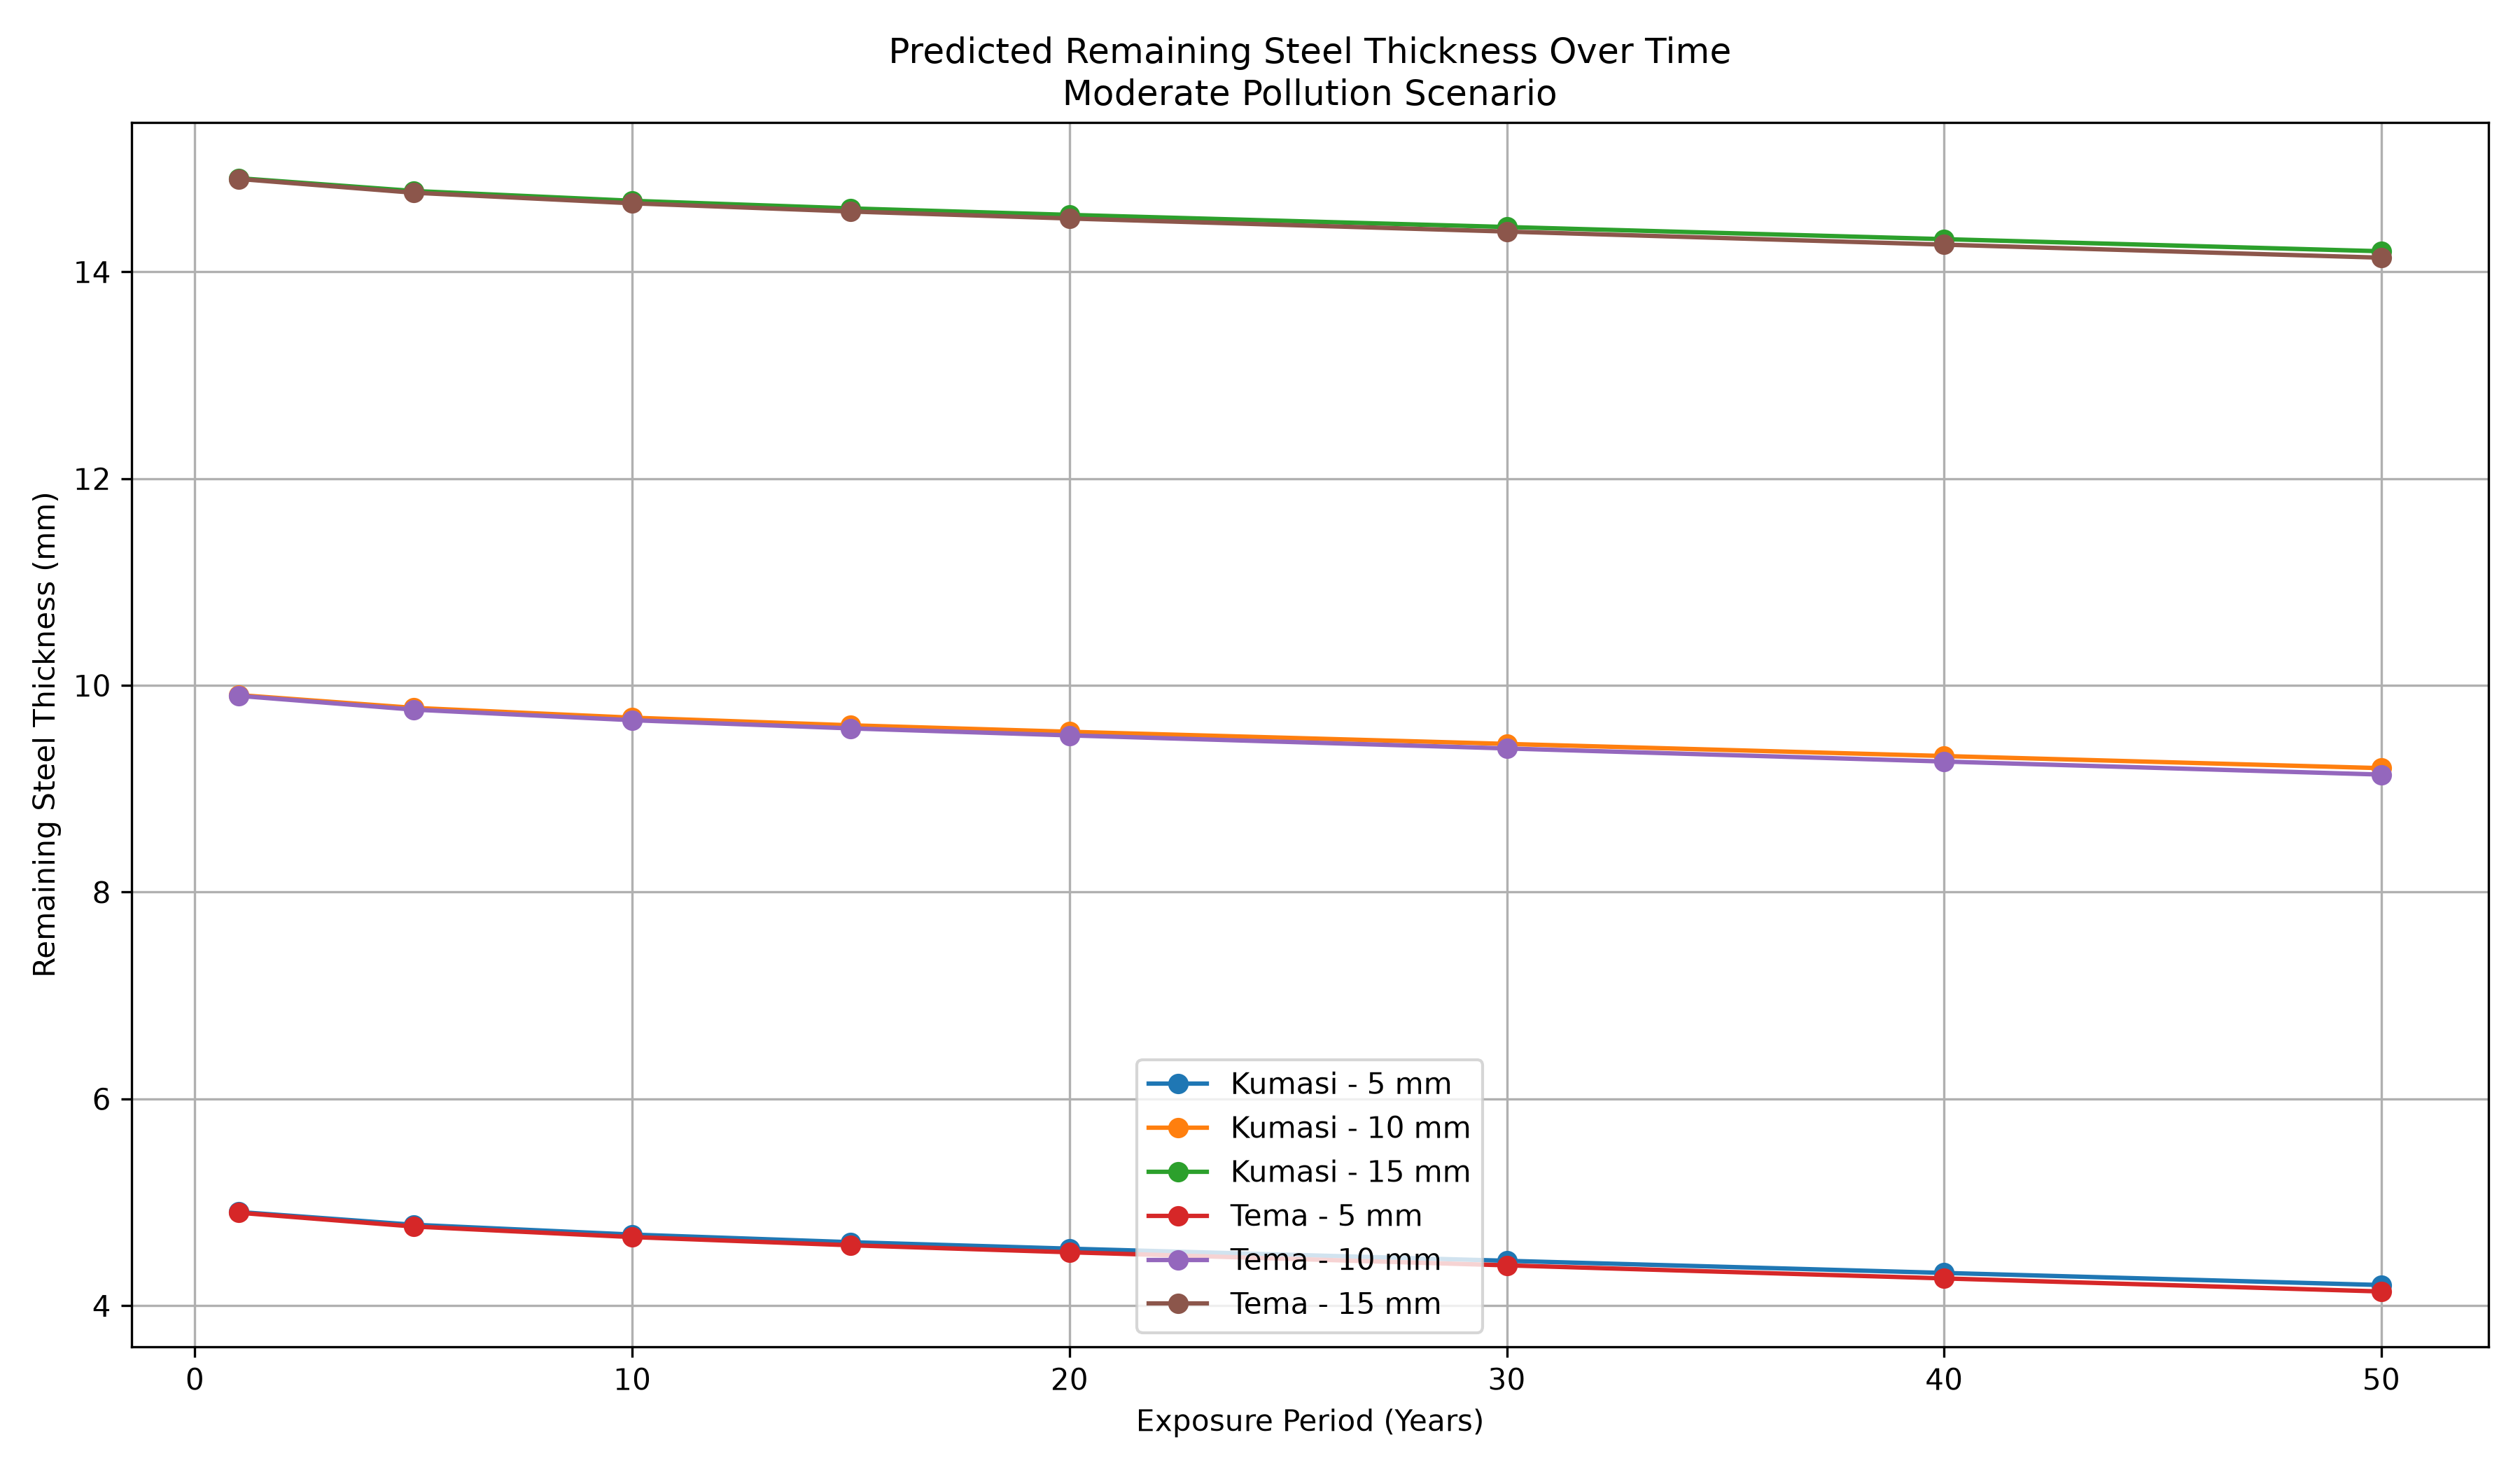 Predicted Remaining Steel Thickness Over Time
Moderate Pollution Scenario
Remaining Steel Thickness (mm)
14
12
10
8
6
4
Kumasi - 5 mm
Kumasi - 10 mm
Kumasi - 15 mm
Tema - 5 mm
Tema - 10 mm
Tema - 15 mm
0 10 20 30 40 50
Exposure Period (Years)